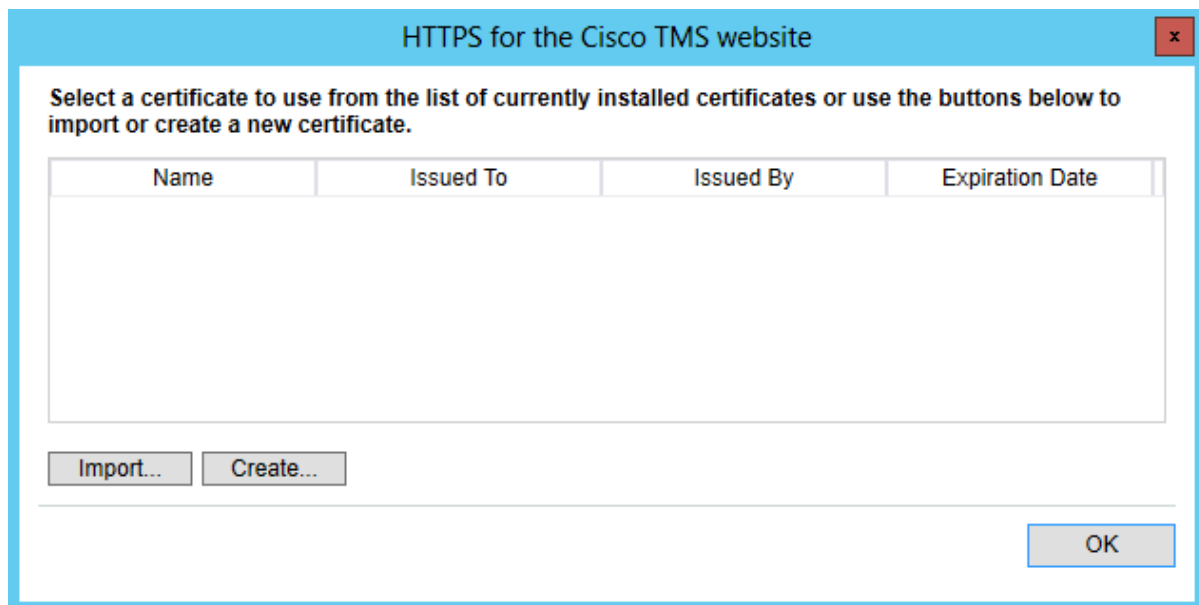 HTTPS for the Cisco TMS website
x
Select a certificate to use from the list of currently installed certificates or use the buttons below to
import or create a new certificate.
Name Issued To Issued By Expiration Date
Import... Create...
OK